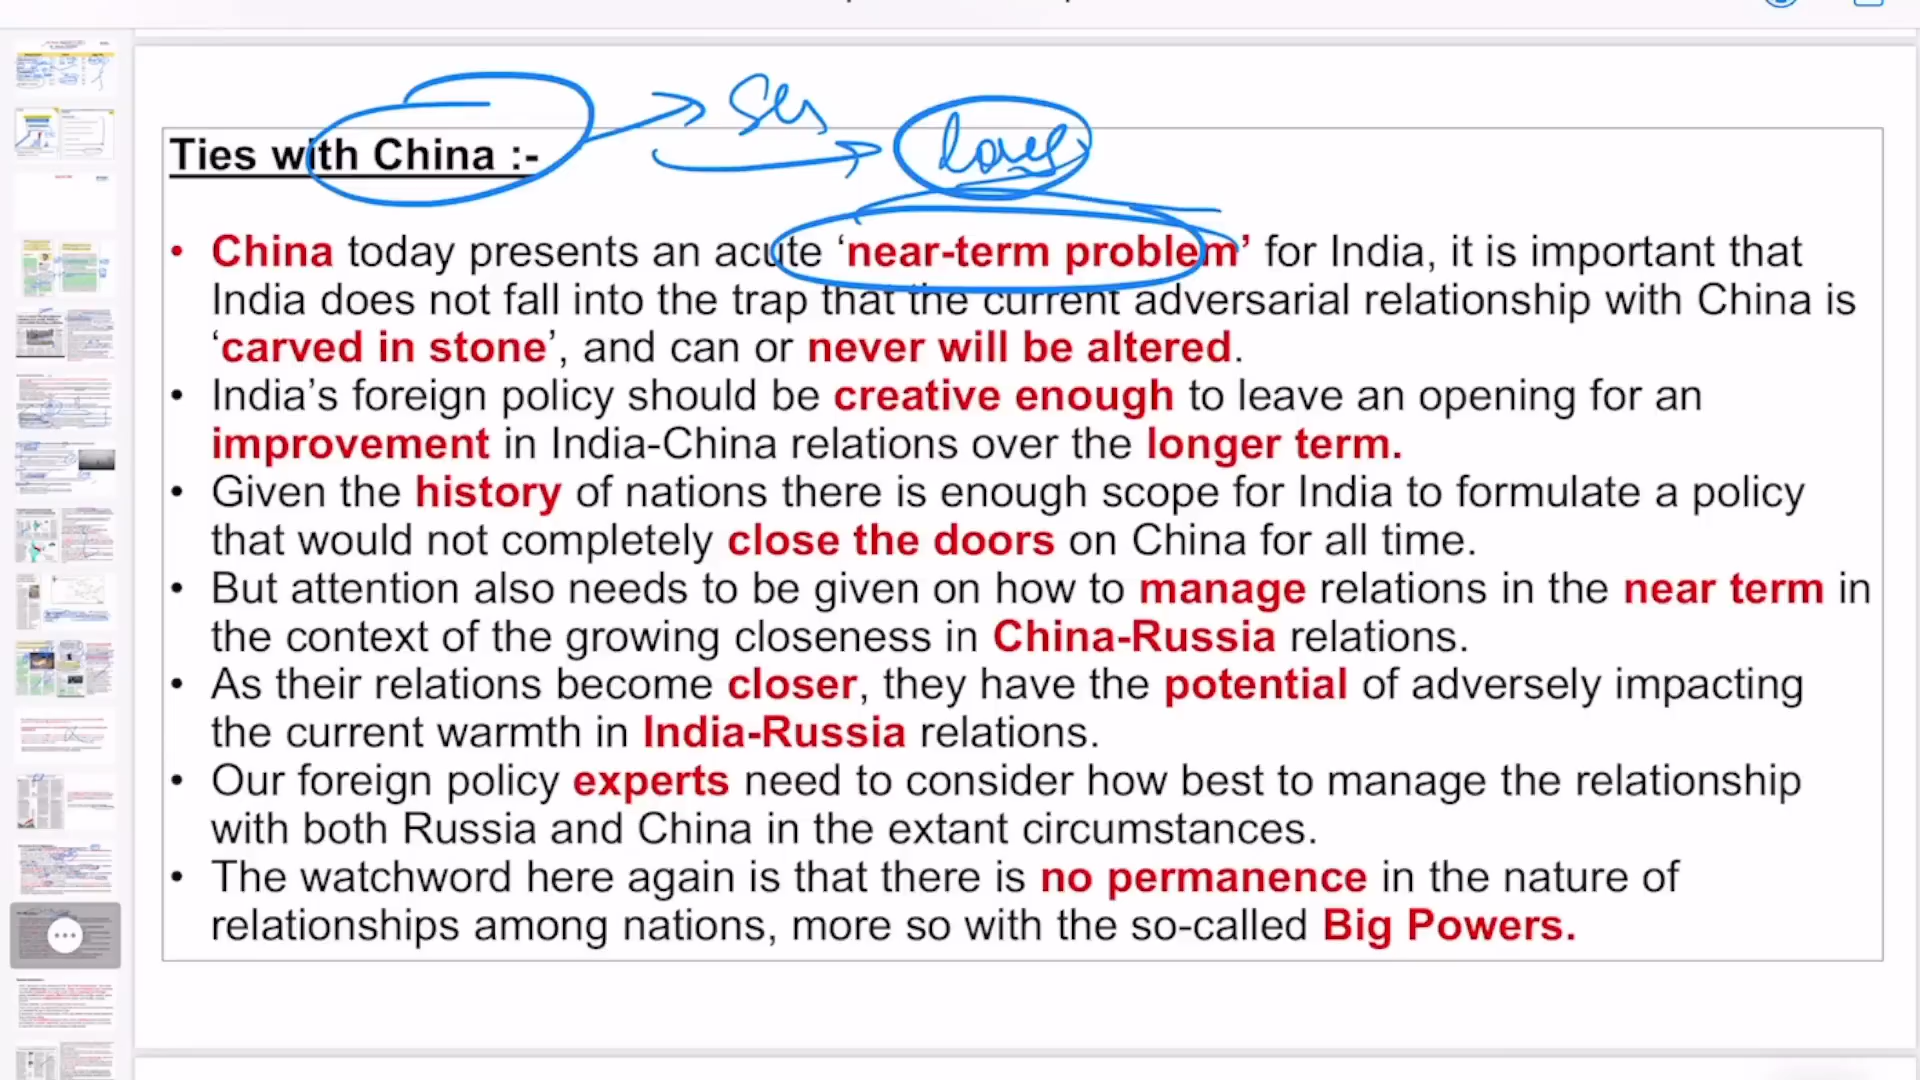 Ties with China :-
• China today presents an acute ‘near-term problem’ for India, it is important that
India does not fall into the trap that the current adversarial relationship with China is
‘carved in stone’, and can or never will be altered.
• India’s foreign policy should be creative enough to leave an opening for an
improvement in India-China relations over the longer term.
• Given the history of nations there is enough scope for India to formulate a policy
that would not completely close the doors on China for all time.
• But attention also needs to be given on how to manage relations in the near term in
the context of the growing closeness in China-Russia relations.
• As their relations become closer, they have the potential of adversely impacting
the current warmth in India-Russia relations.
• Our foreign policy experts need to consider how best to manage the relationship
with both Russia and China in the extant circumstances.
• The watchword here again is that there is no permanence in the nature of
relationships among nations, more so with the so-called Big Powers.